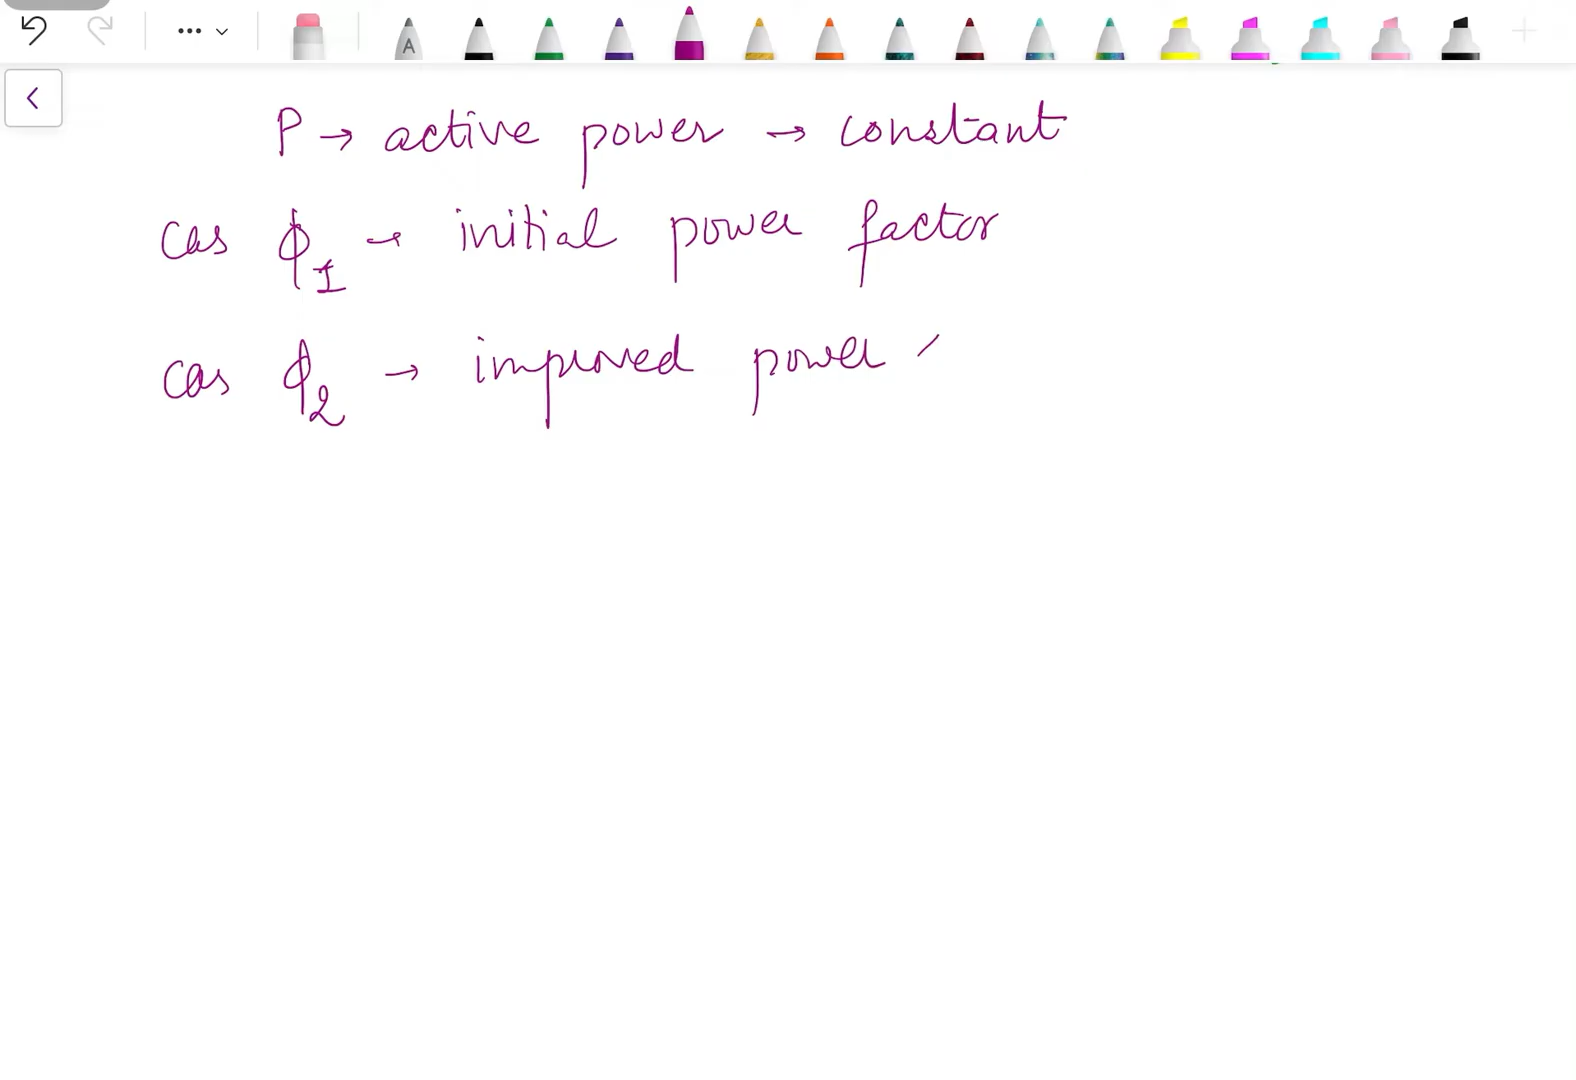 P → active power → constant
cos ϕ1 → initial power factor
cos ϕ2 → improved power